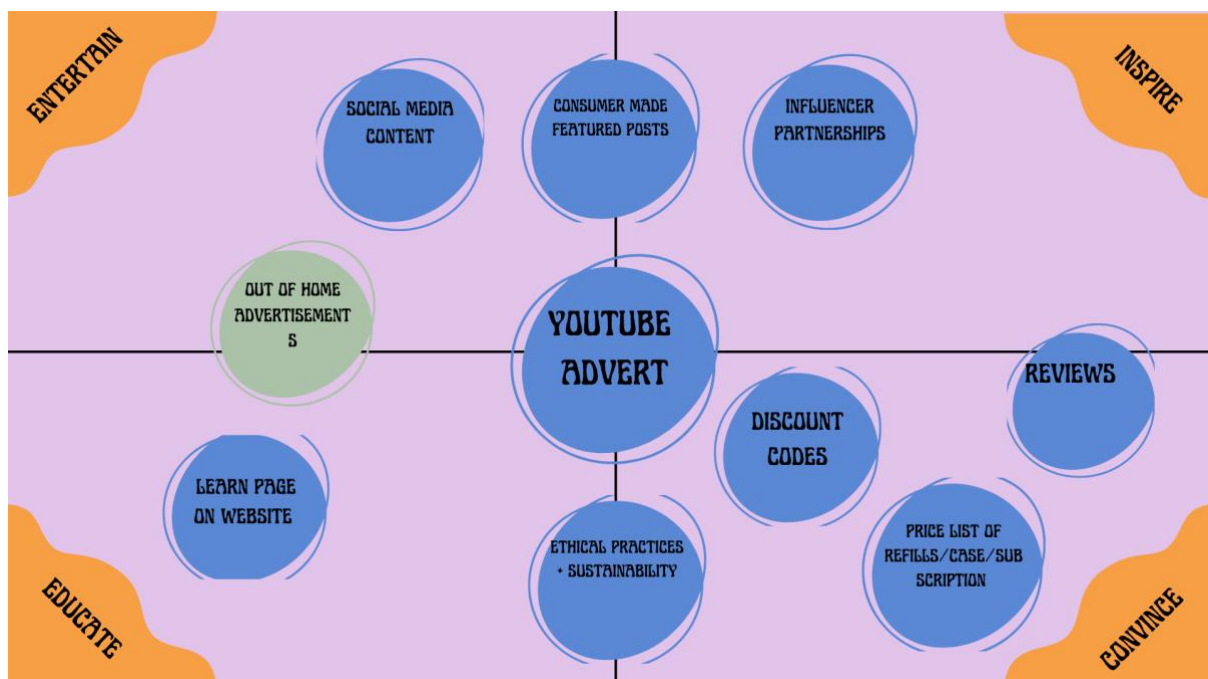 ENTERTAIN
INSPIRE
SOCIAL MEDIA
CONTENT
CONSUMER MADE
FEATURED POSTS
INFLUENCER
PARTNERSHIPS
OUT OF HOME
ADVERTISEMENT
S
YOUTUBE
ADVERT
REVIEWS
DISCOUNT
CODES
LEARN PAGE
ON WEBSITE
ETHICAL PRACTICES
+ SUSTAINABILITY
PRICE LIST OF
REFILLS/CASE/SUB
SCRIPTION
EDUCATE
CONVINCE